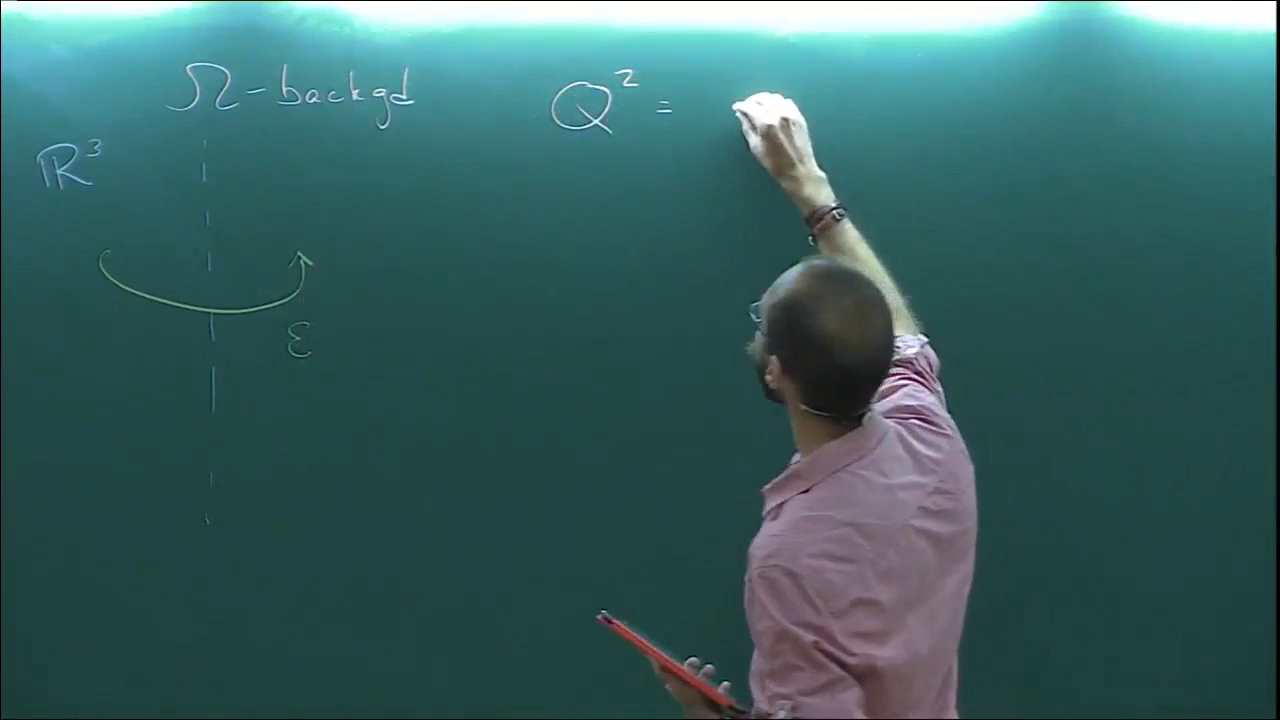 Ω-backgd
Q² =
ℝ³
ε